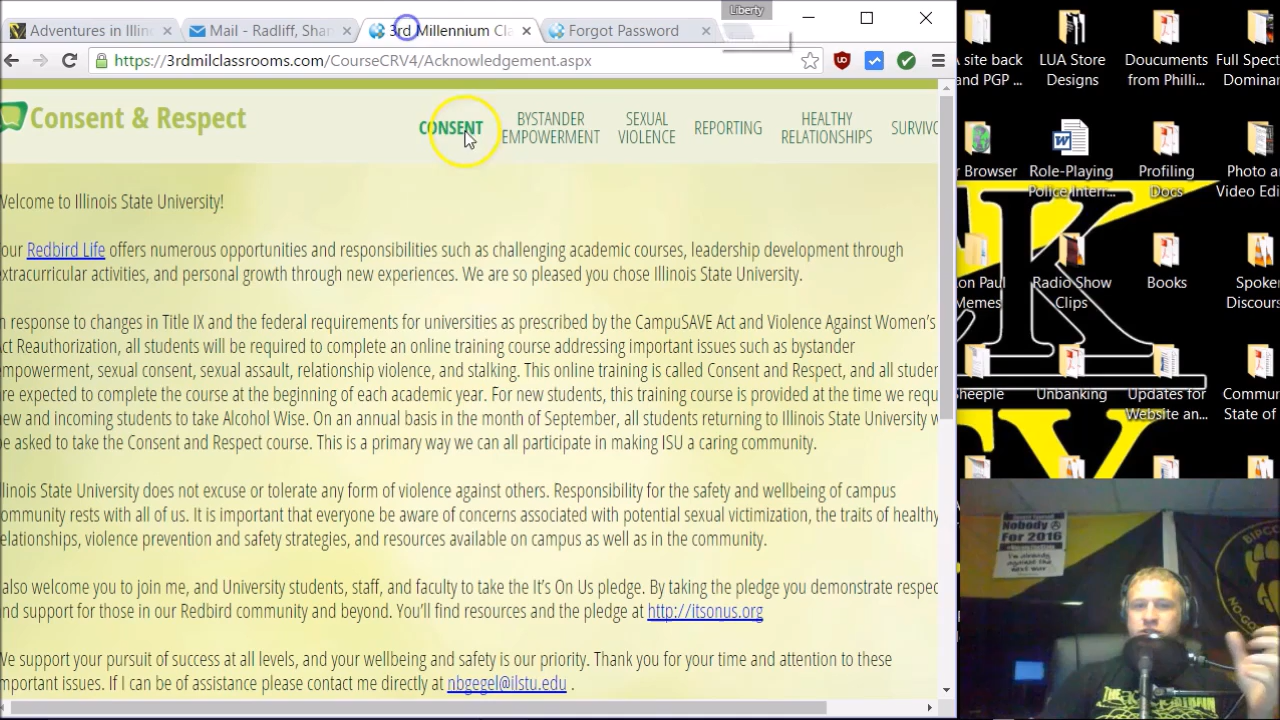 Liberty
Adventures in Illin
Mail - Radliff, Shar
3rd Millennium Cla
Forgot Password
https://3rdmilclassrooms.com/CourseCRV4/Acknowledgement.aspx
Consent & Respect
CONSENT
BYSTANDER
EMPOWERMENT
SEXUAL
VIOLENCE
REPORTING
HEALTHY
RELATIONSHIPS
SURVIVO
Welcome to Illinois State University!
our Redbird Life offers numerous opportunities and responsibilities such as challenging academic courses, leadership development through
extracurricular activities, and personal growth through new experiences. We are so pleased you chose Illinois State University.
n response to changes in Title IX and the federal requirements for universities as prescribed by the CampuSAVE Act and Violence Against Women's
Act Reauthorization, all students will be required to complete an online training course addressing important issues such as bystander
empowerment, sexual consent, sexual assault, relationship violence, and stalking. This online training is called Consent and Respect, and all studen
re expected to complete the course at the beginning of each academic year. For new students, this training course is provided at the time we requ
new and incoming students to take Alcohol Wise. On an annual basis in the month of September, all students returning to Illinois State University w
be asked to take the Consent and Respect course. This is a primary way we can all participate in making ISU a caring community.
llinois State University does not excuse or tolerate any form of violence against others. Responsibility for the safety and wellbeing of campus
community rests with all of us. It is important that everyone be aware of concerns associated with potential sexual victimization, the traits of healthy
relationships, violence prevention and safety strategies, and resources available on campus as well as in the community.
also welcome you to join me, and University students, staff, and faculty to take the It's On Us pledge. By taking the pledge you demonstrate respec
and support for those in our Redbird community and beyond. You'll find resources and the pledge at http://itsonus.org
We support your pursuit of success at all levels, and your wellbeing and safety is our priority. Thank you for your time and attention to these
mportant issues. If I can be of assistance please contact me directly at nbgegel@ilstu.edu .
A site back
and PGP ...
LUA Store
Designs
Doucuments
from Philli...
Full Spect
Dominan
r Browser
Role-Playing
Police Interr...
Profiling
Docs
Photo a
Video Edi
on Paul
Memes
Radio Show
Clips
Books
Spoke
Discours
Sheeple
Unbanking
Updates for
Website an...
Commu
State of
Nobody
For 2016